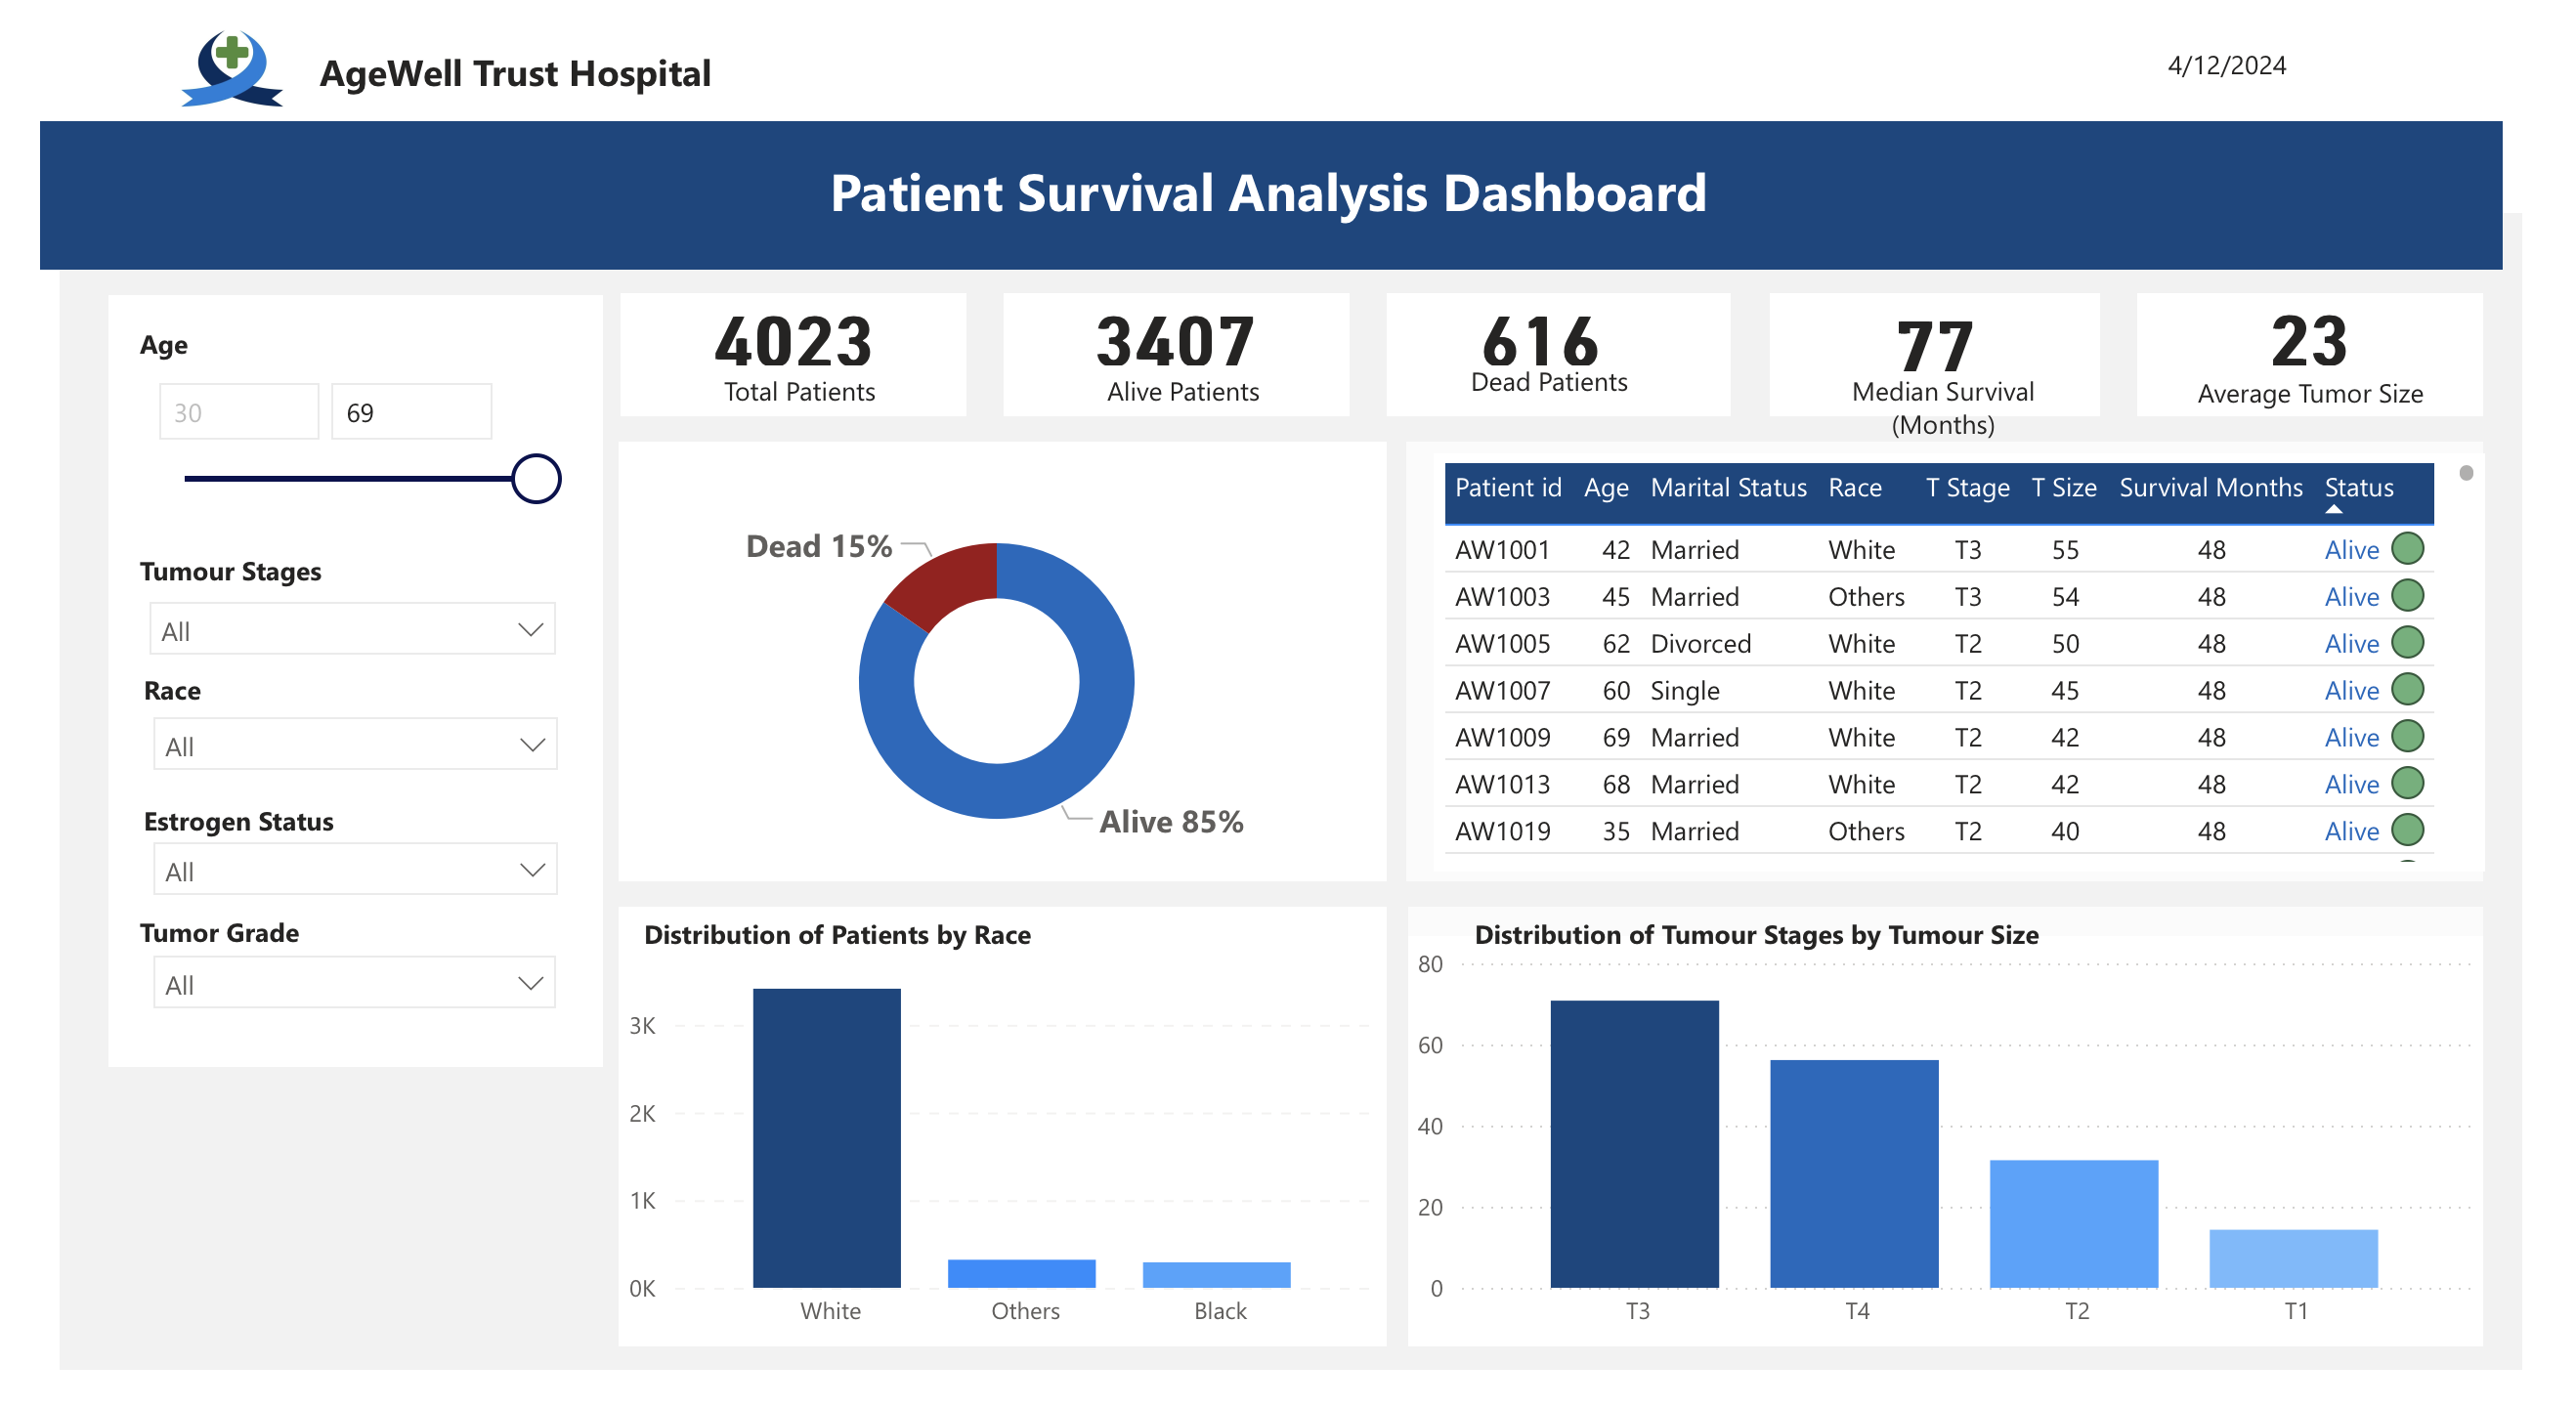 AgeWell Trust Hospital
4/12/2024
Patient Survival Analysis Dashboard
Age
30
69
Tumour Stages
All
Race
All
Estrogen Status
All
Tumor Grade
All
4023
Total Patients
3407
Alive Patients
616
Dead Patients
77
Median Survival
(Months)
23
Average Tumor Size
Dead 15%
Alive 85%
Patient id Age Marital Status Race T Stage T Size Survival Months Status
AW1001 42 Married White T3 55 48 Alive
AW1003 45 Married Others T3 54 48 Alive
AW1005 62 Divorced White T2 50 48 Alive
AW1007 60 Single White T2 45 48 Alive
AW1009 69 Married White T2 42 48 Alive
AW1013 68 Married White T2 42 48 Alive
AW1019 35 Married Others T2 40 48 Alive
Distribution of Patients by Race
3K
2K
1K
0K
White Others Black
Distribution of Tumour Stages by Tumour Size
80
60
40
20
0
T3 T4 T2 T1